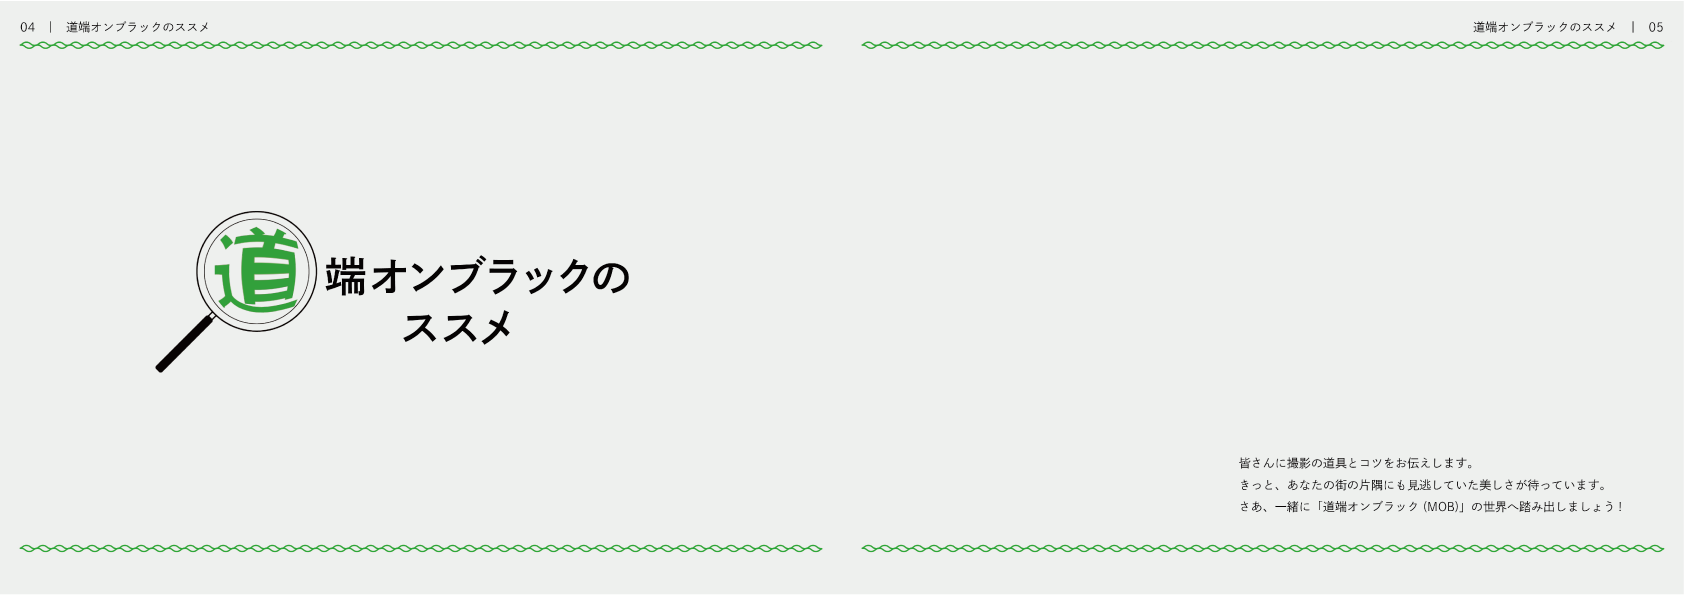 04 | 道端オンブラックのススメ
道端オンブラックのススメ | 05
道端オンブラックの
ススメ
皆さんに撮影の道具とコツをお伝えします。
きっと、あなたの街の片隅にも見逃していた美しさが待っています。
さあ、一緒に「道端オンブラック (MOB)」の世界へ踏み出しましょう！